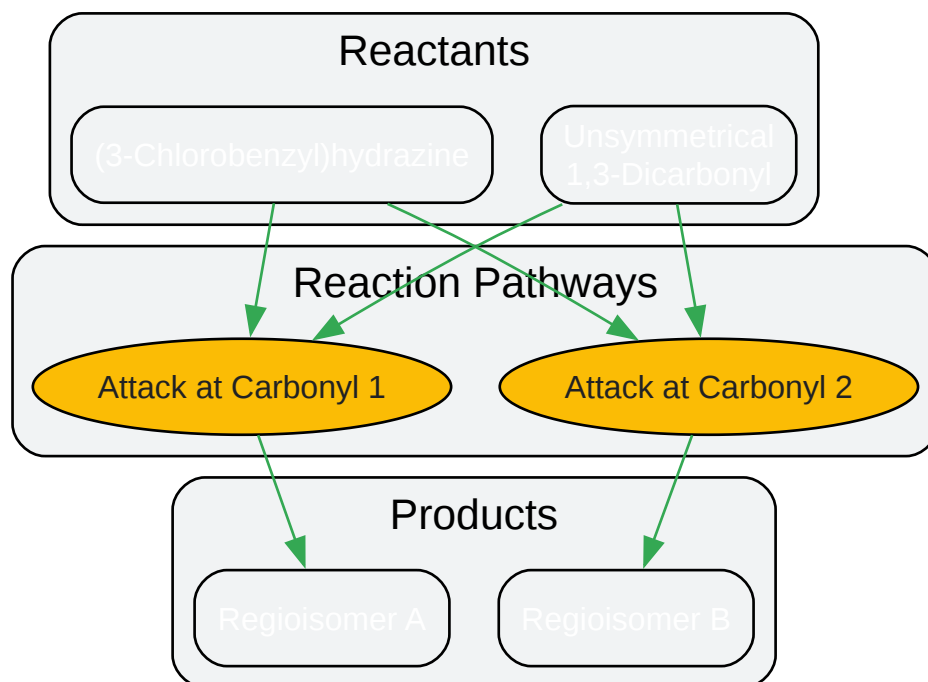 Reactants
(3-Chlorobenzyl)hydrazine
Unsymmetrical
1,3-Dicarbonyl
Reaction Pathways
Attack at Carbonyl 1
Attack at Carbonyl 2
Products
Regioisomer A
Regioisomer B